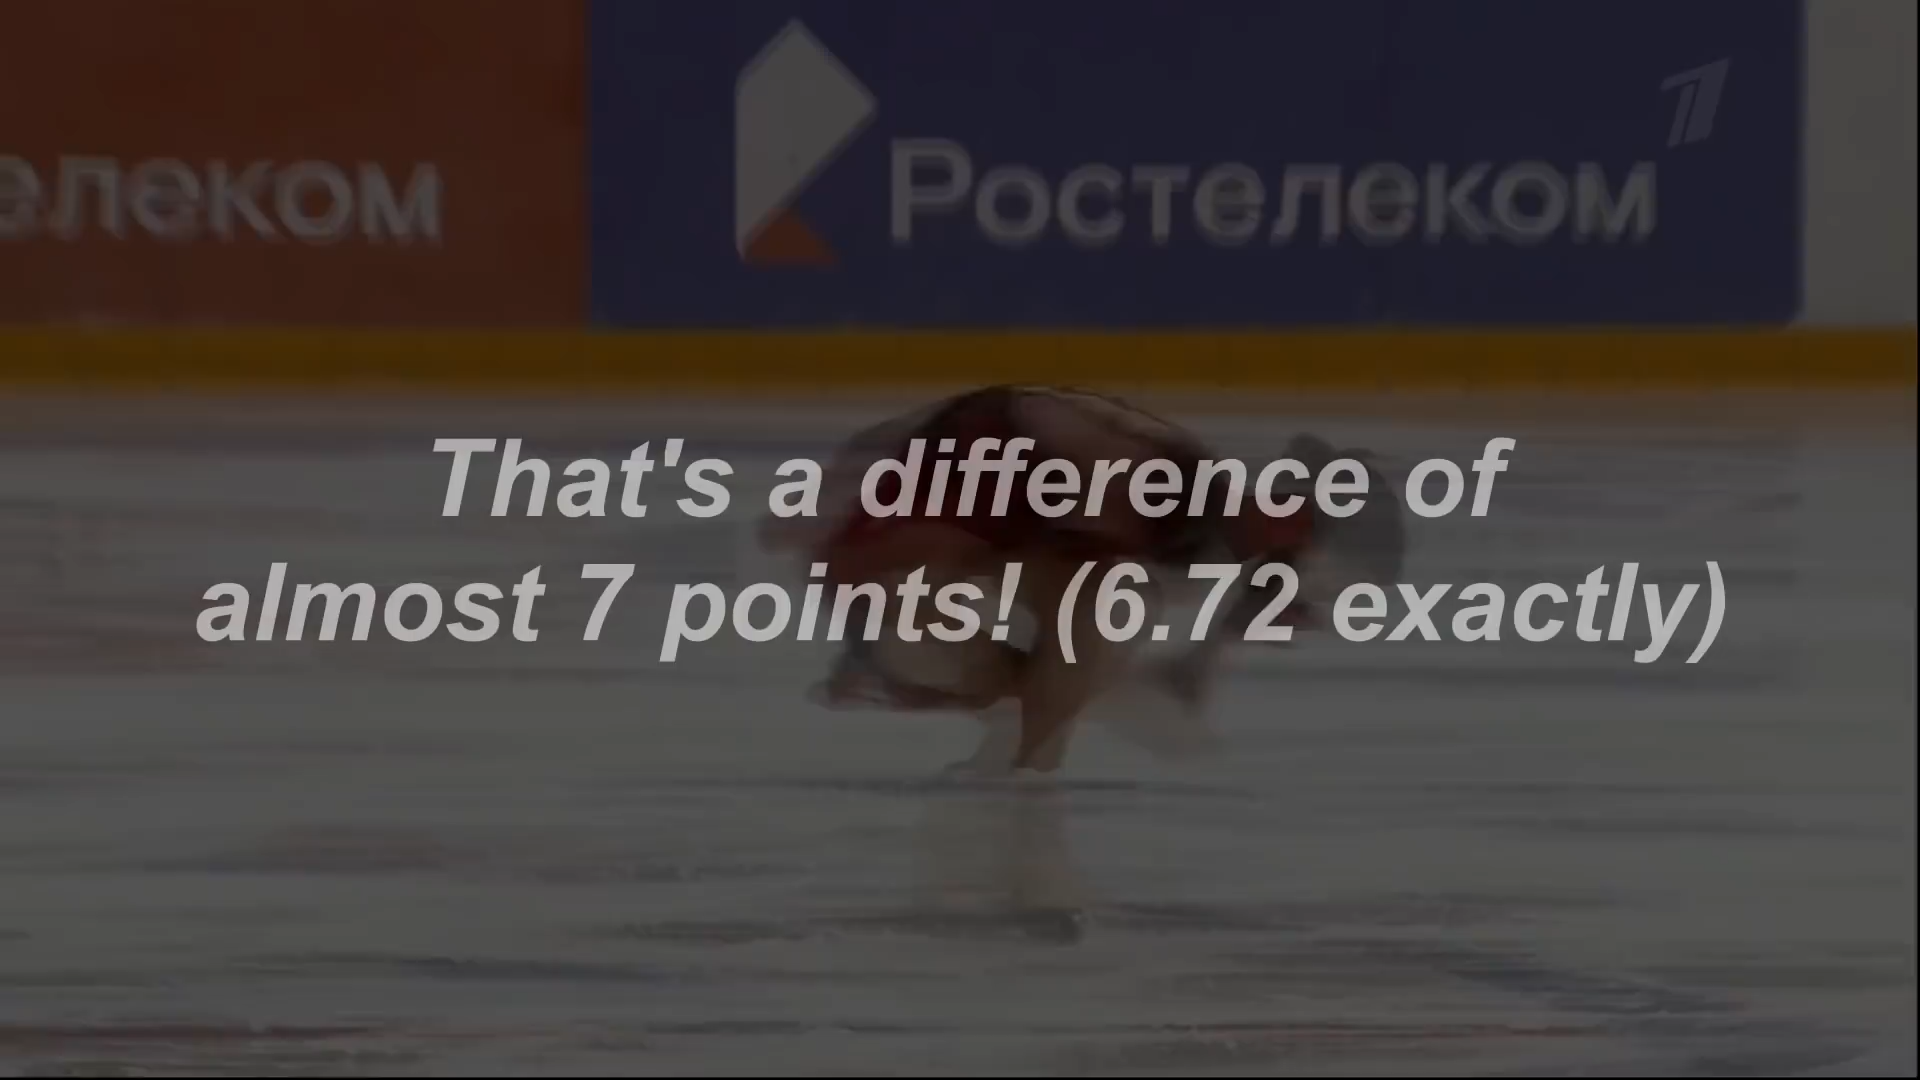 елеком
Ростелеком
That's a difference of
almost 7 points! (6.72 exactly)